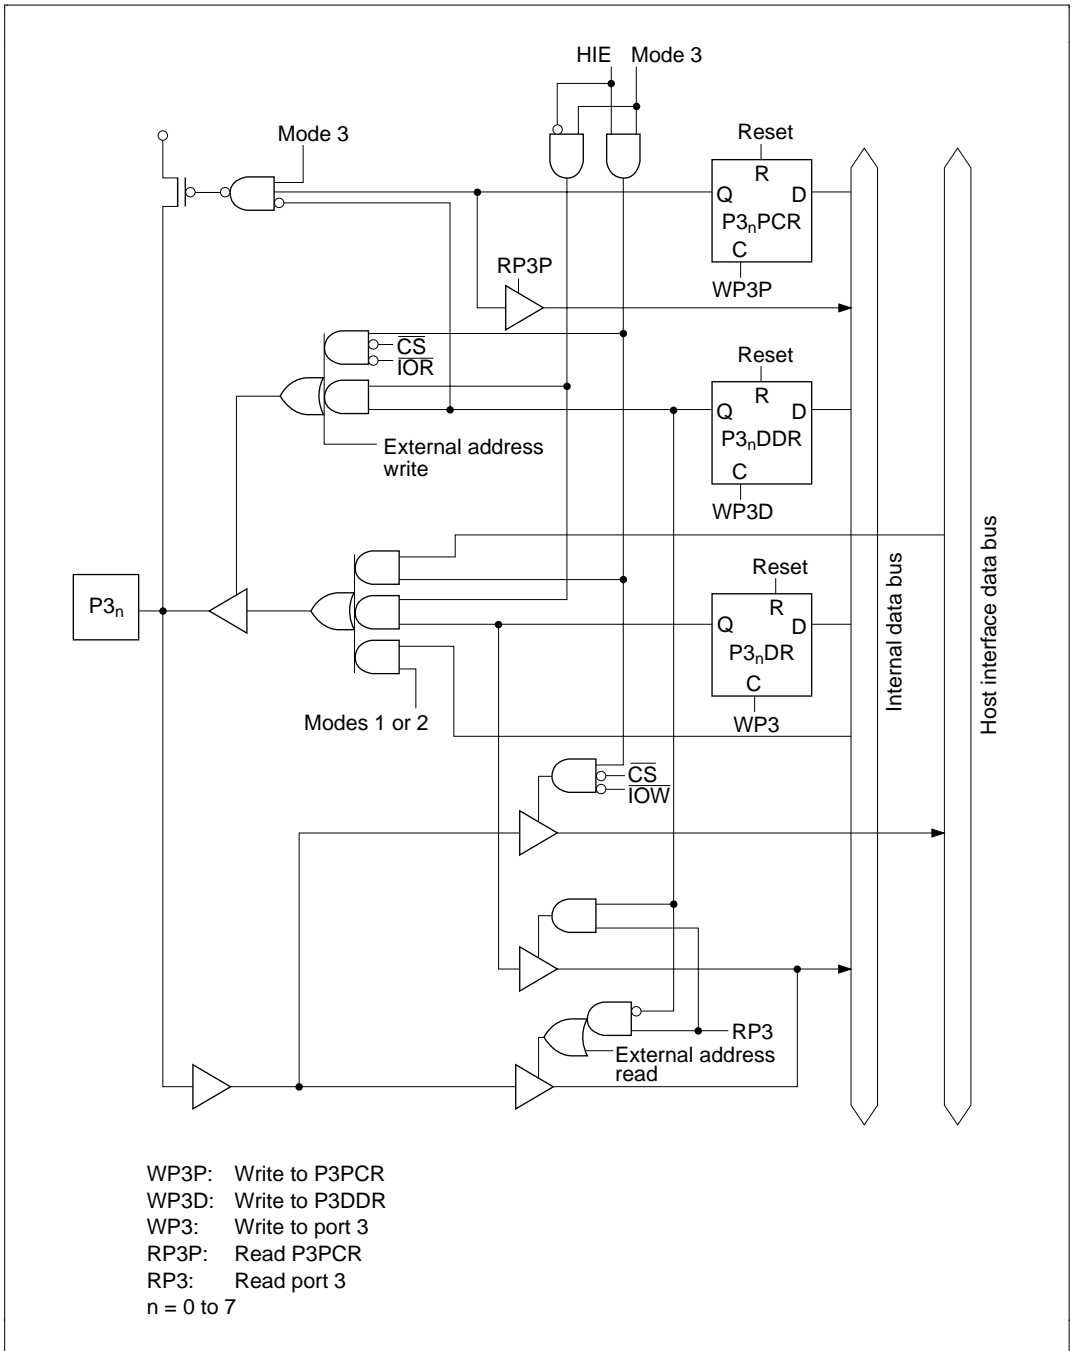 HIE Mode 3
Mode 3
Reset
R
Q D
P3nPCR
C
WP3P
RP3P
CS
IOR
Reset
R
Q D
P3nDDR
C
WP3D
External address
write
P3n
Reset
R
Q D
P3nDR
C
WP3
Modes 1 or 2
Internal data bus
Host interface data bus
CS
IOW
RP3
External address
read
WP3P: Write to P3PCR
WP3D: Write to P3DDR
WP3: Write to port 3
RP3P: Read P3PCR
RP3: Read port 3
n = 0 to 7